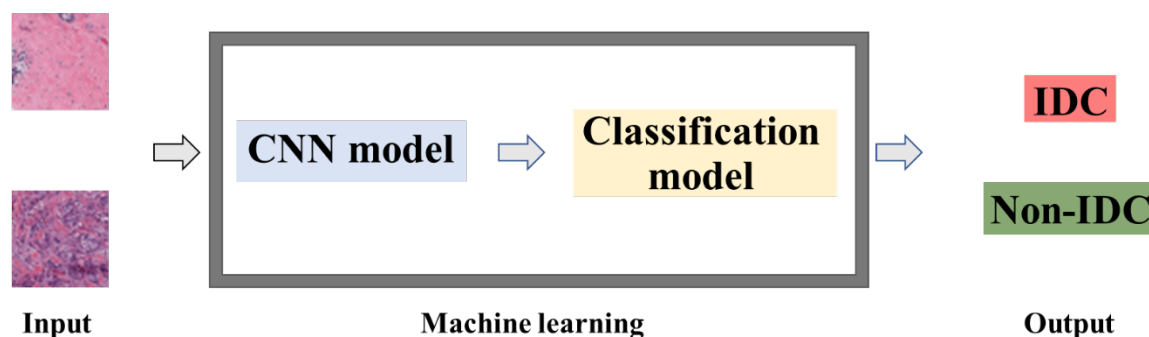 CNN model
Classification
model
IDC
Non-IDC
Input
Machine learning
Output